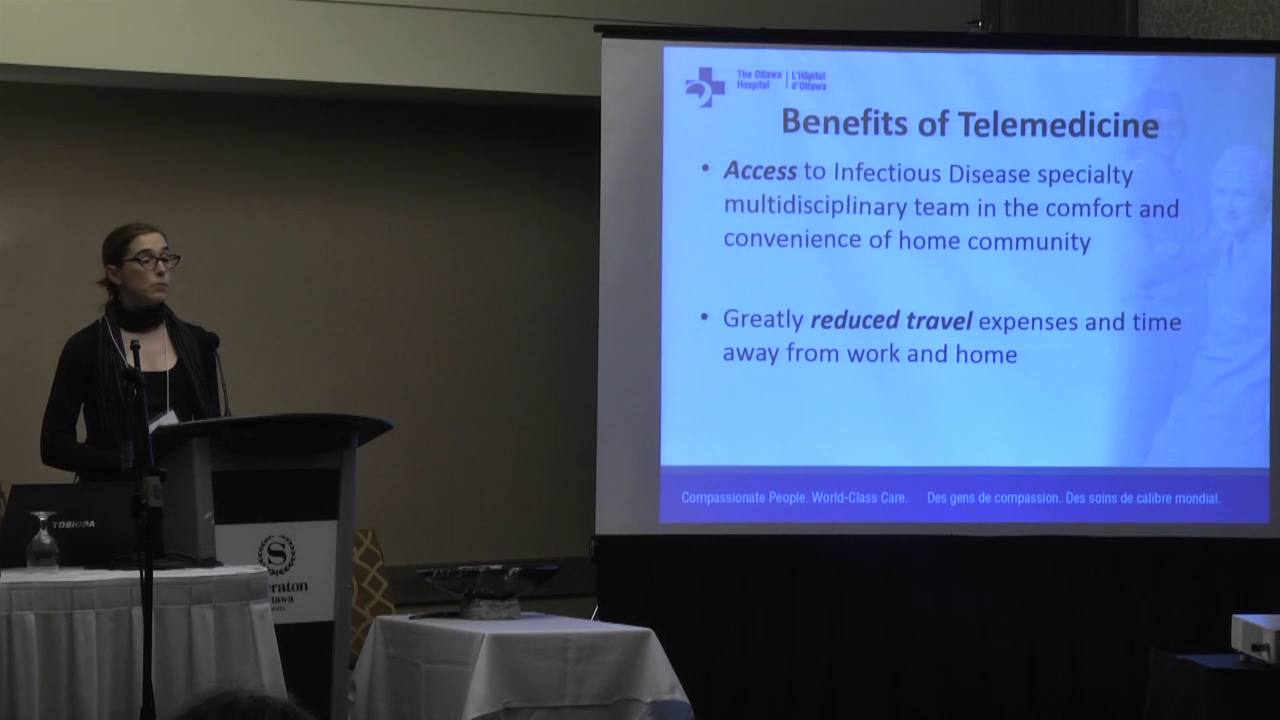 The Ottawa Hospital
L'Hôpital d'Ottawa
Benefits of Telemedicine
• Access to Infectious Disease specialty
multidisciplinary team in the comfort and
convenience of home community
• Greatly reduced travel expenses and time
away from work and home
Compassionate People. World-Class Care. Des gens de compassion. Des soins de calibre mondial.
TOSHIBA
S
raton
tawa